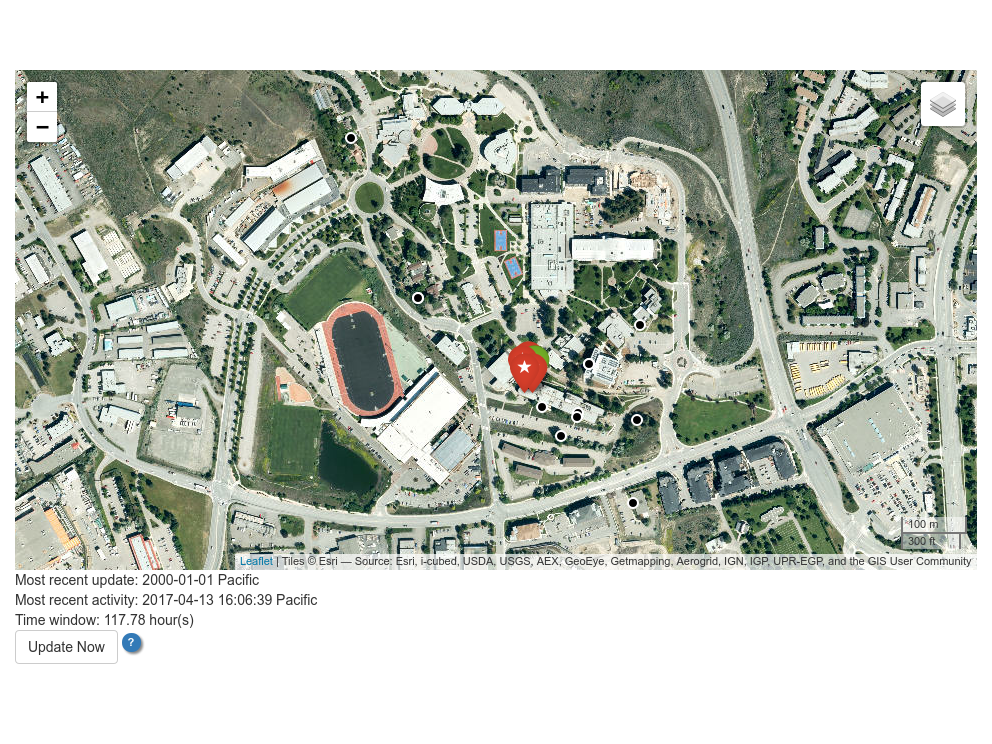 +
−
100 m
300 ft
Leaflet | Tiles © Esri — Source: Esri, i-cubed, USDA, USGS, AEX, GeoEye, Getmapping, Aerogrid, IGN, IGP, UPR-EGP, and the GIS User Community
Most recent update: 2000-01-01 Pacific
Most recent activity: 2017-04-13 16:06:39 Pacific
Time window: 117.78 hour(s)
Update Now ?